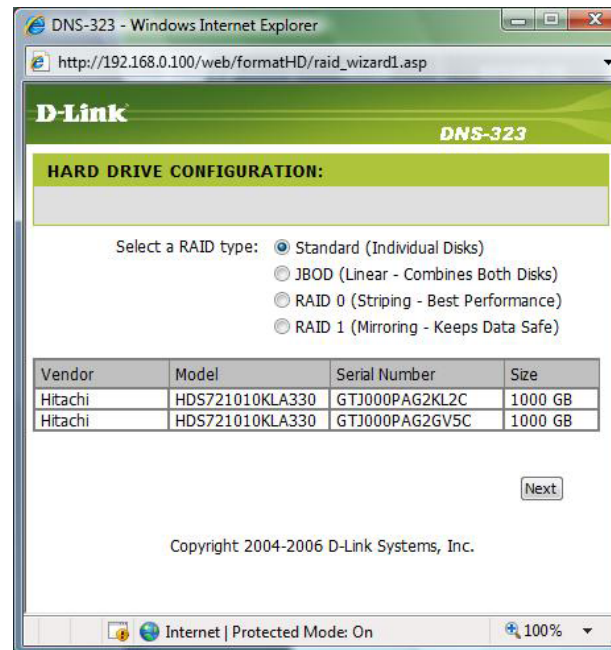 DNS-323 - Windows Internet Explorer
http://192.168.0.100/web/formatHD/raid_wizard1.asp
D-Link
DNS-323
HARD DRIVE CONFIGURATION:
Select a RAID type: Standard (Individual Disks)
JBOD (Linear - Combines Both Disks)
RAID 0 (Striping - Best Performance)
RAID 1 (Mirroring - Keeps Data Safe)
Vendor Model Serial Number Size
Hitachi HDS721010KLA330 GTJ000PAG2KL2C 1000 GB
Hitachi HDS721010KLA330 GTJ000PAG2GV5C 1000 GB
Next
Copyright 2004-2006 D-Link Systems, Inc.
Internet | Protected Mode: On 100%